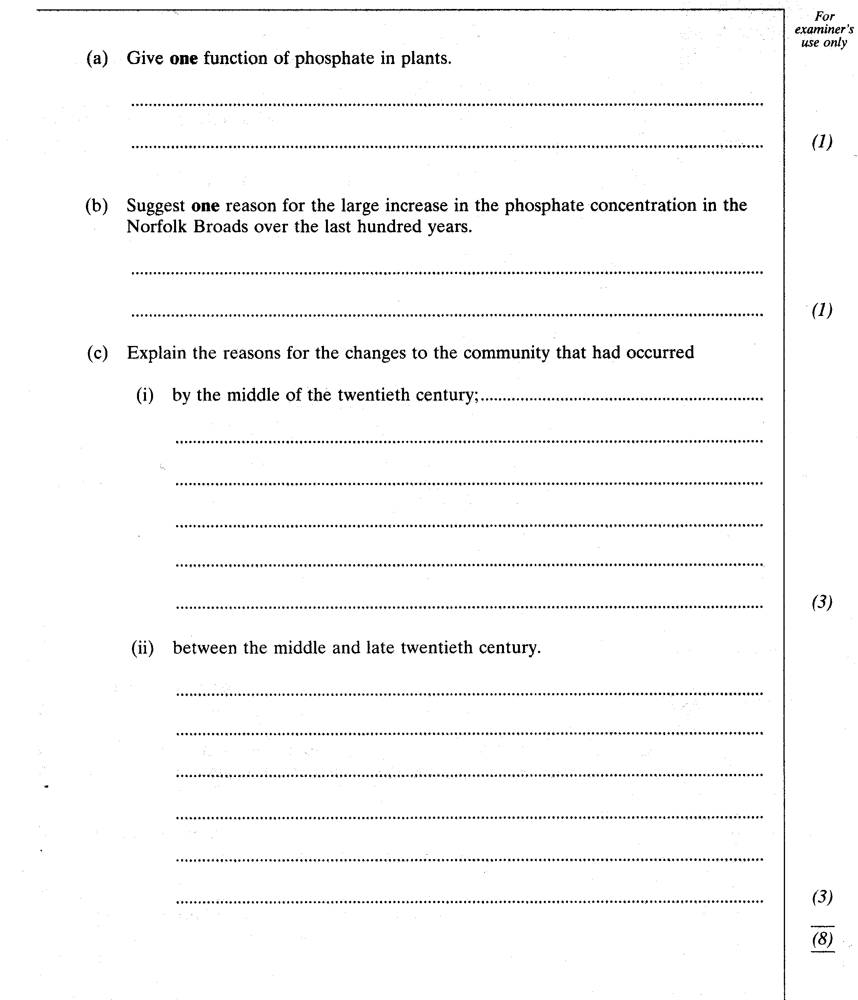 For
examiner's
use only
(a) Give one function of phosphate in plants.
(1)
(b) Suggest one reason for the large increase in the phosphate concentration in the
Norfolk Broads over the last hundred years.
(1)
(c) Explain the reasons for the changes to the community that had occurred
(i) by the middle of the twentieth century;
(3)
(ii) between the middle and late twentieth century.
(3)
(8)